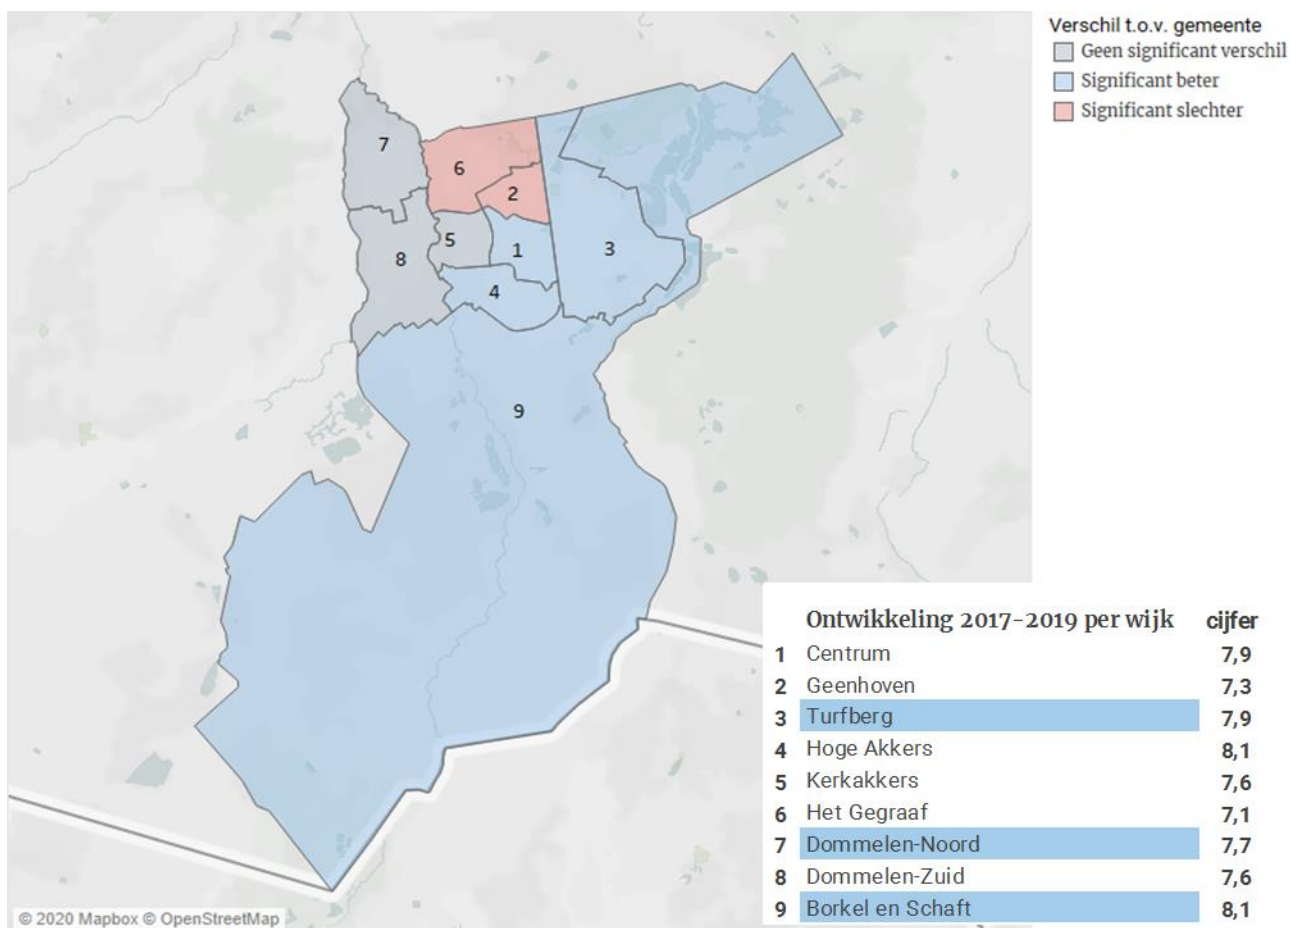 Verschil t.o.v. gemeente
Geen significant verschil
Significant beter
Significant slechter
7
6
2
5
1
3
8
4
9
Ontwikkeling 2017-2019 per wijk cijfer
1 Centrum 7,9
2 Geenhoven 7,3
3 Turfberg 7,9
4 Hoge Akkers 8,1
5 Kerkakkers 7,6
6 Het Gegraaf 7,1
7 Dommelen-Noord 7,7
8 Dommelen-Zuid 7,6
9 Borkel en Schaft 8,1
© 2020 Mapbox © OpenStreetMap